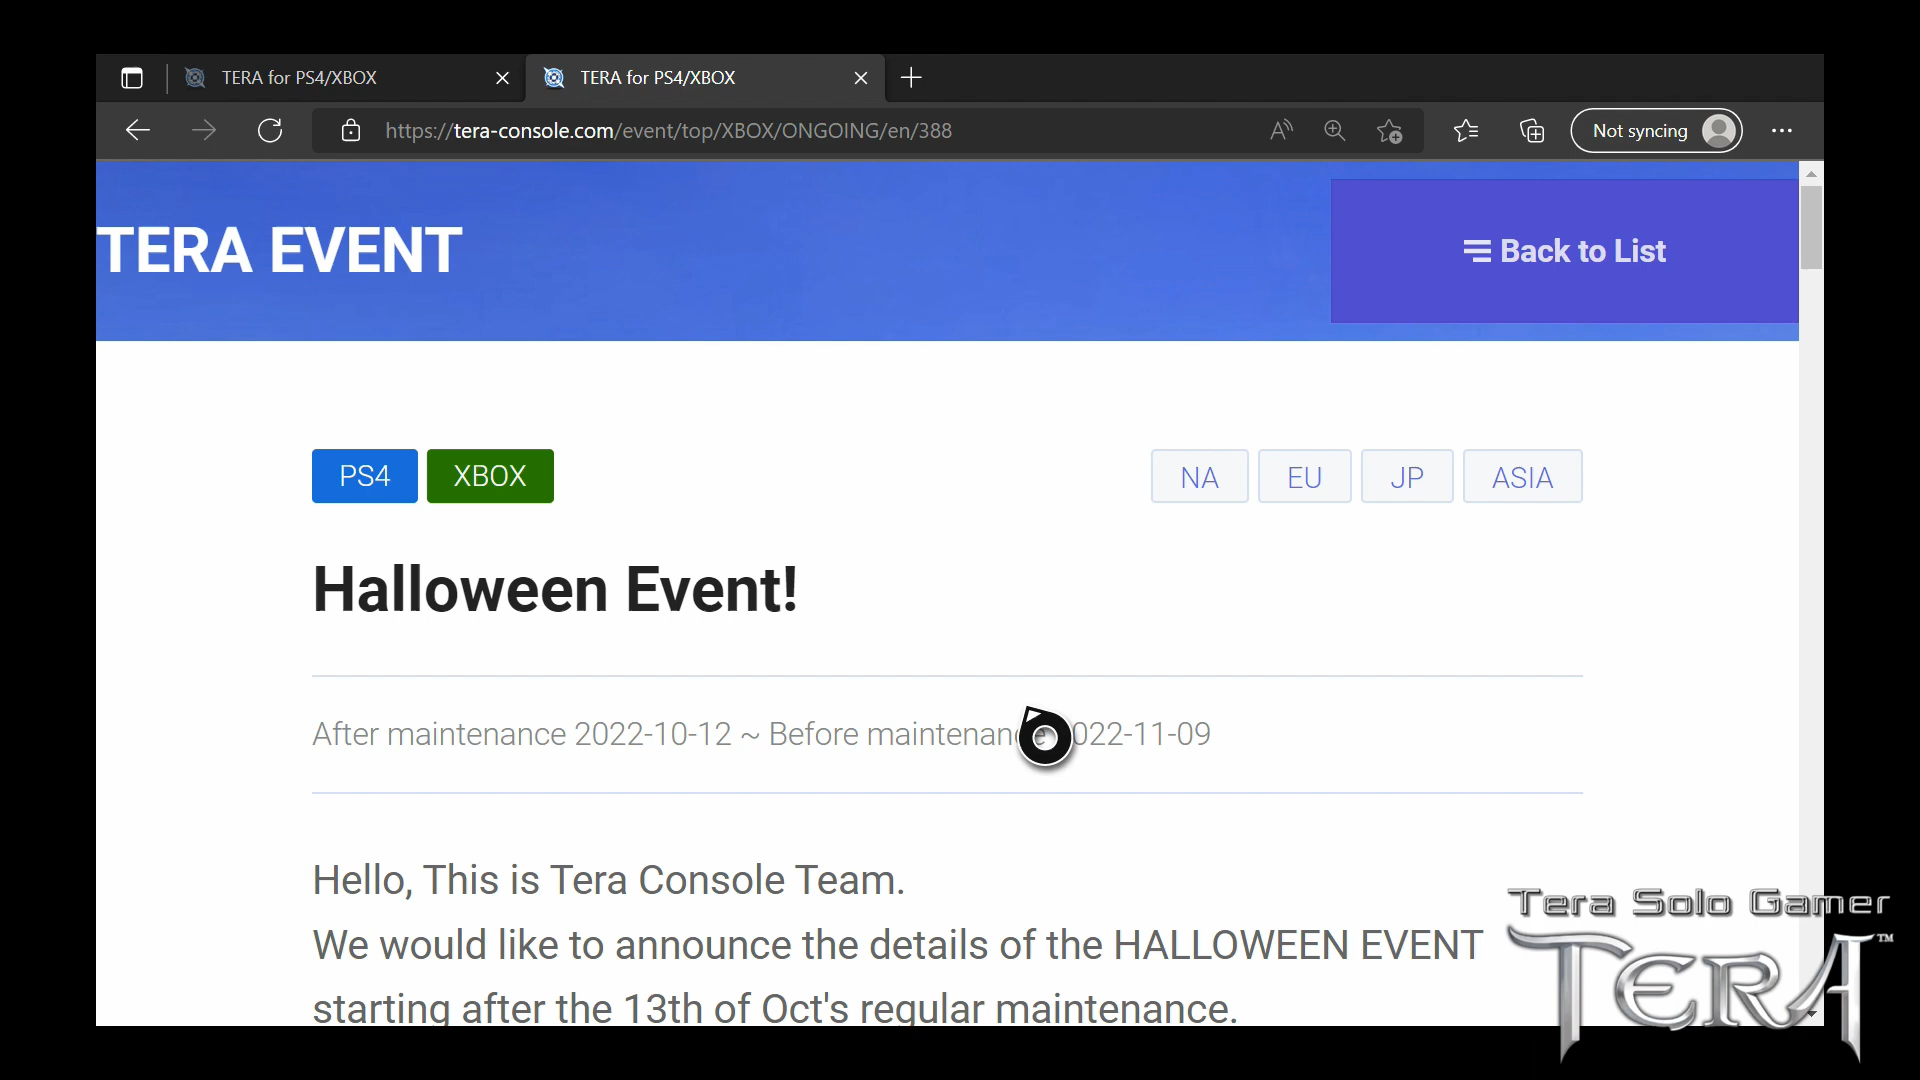 TERA for PS4/XBOX
TERA for PS4/XBOX
https://tera-console.com/event/top/XBOX/ONGOING/en/388
Not syncing
TERA EVENT
Back to List
PS4 XBOX
NA EU JP ASIA
Halloween Event!
After maintenance 2022-10-12 ~ Before maintenance 2022-11-09
Hello, This is Tera Console Team.
We would like to announce the details of the HALLOWEEN EVENT
starting after the 13th of Oct's regular maintenance.
Tera Solo Gamer
TERA™